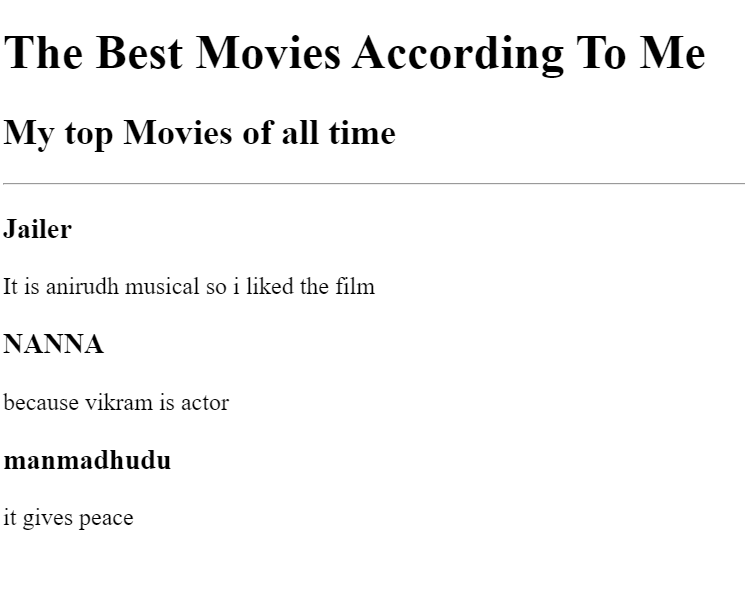 The Best Movies According To Me
My top Movies of all time
Jailer
It is anirudh musical so i liked the film
NANNA
because vikram is actor
manmadhudu
it gives peace